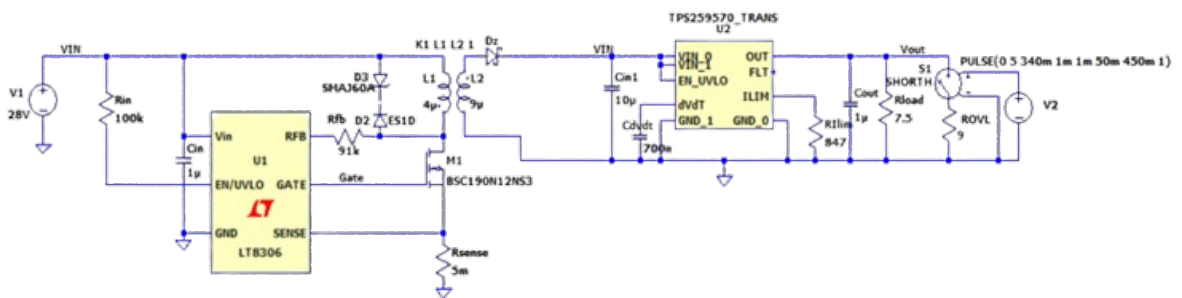 TPS259570_TRANS
U2
VIN
K1 L1 L2 1
Dz
VIN
VIN_0
VIN_1
EN_UVLO
dVdT
GND_1
OUT
FLT
ILIM
GND_0
Vout
S1
SHORTH
PULSE(0 5 340m 1m 1m 50m 450m 1)
V1
28V
Rin
100k
D3
SMAJ60A
L1
4µ
L2
9µ
Cin1
10µ
Cdvdt
700n
RIlim
847
Cout
1µ
Rload
7.5
ROVL
9
V2
Rfb
91k
D2
ES1D
Cin
1µ
Vin
RFB
U1
EN/UVLO
GATE
GND
SENSE
LT8306
Gate
M1
BSC190N12NS3
Rsense
5m